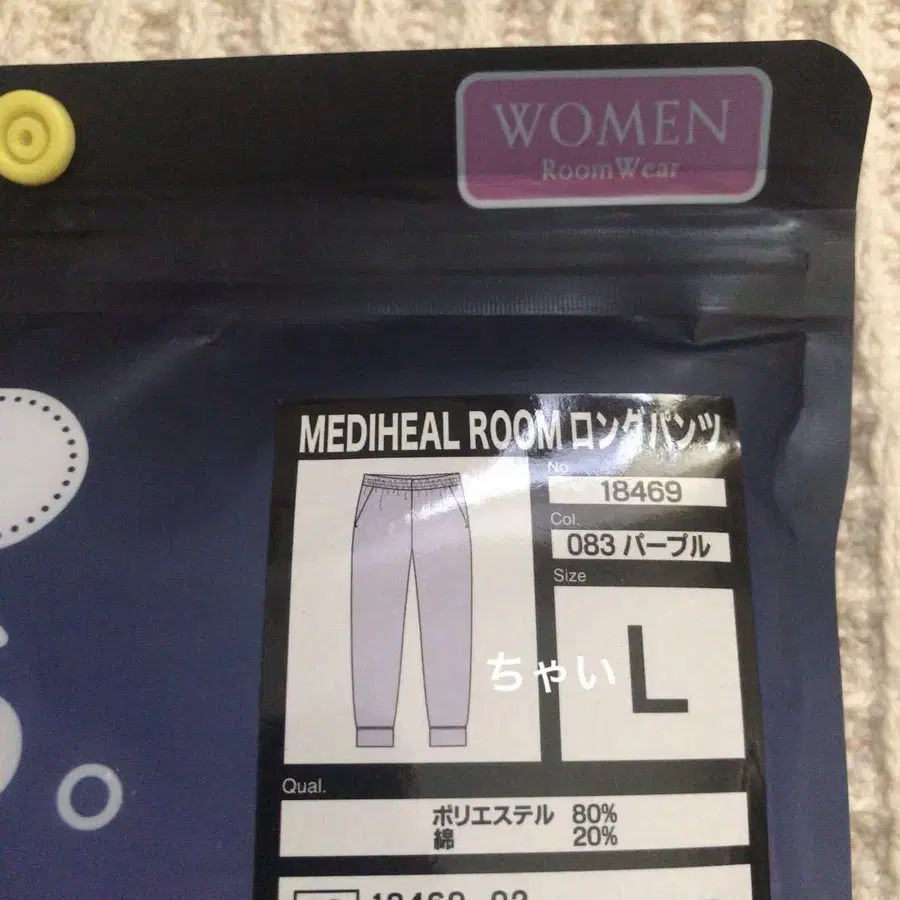 WOMEN
RoomWear
MEDIHEAL ROOM ロングパンツ
No
18469
Col.
083 パープル
Size
L
ちゃい
Qual.
ポリエステル 80%
綿 20%